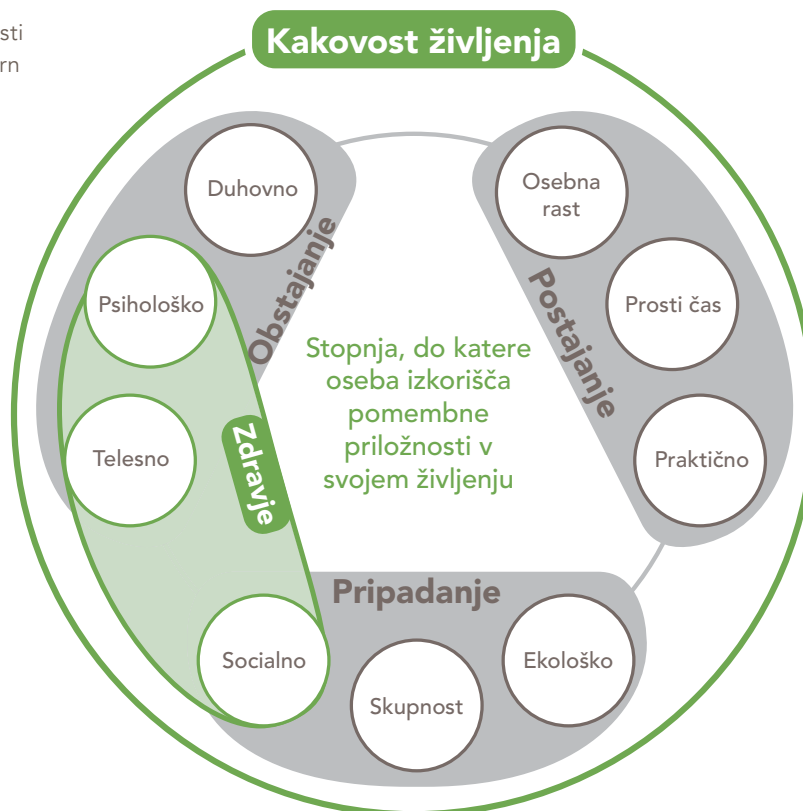 Kakovost življenja
Duhovno
Psihološko
Telesno
Obstajanje
Zdravje
Osebna
rast
Prosti čas
Praktično
Postajanje
Stopnja, do katere
oseba izkorišča
pomembne
priložnosti v
svojem življenju
Pripadanje
Socialno
Skupnost
Ekološko